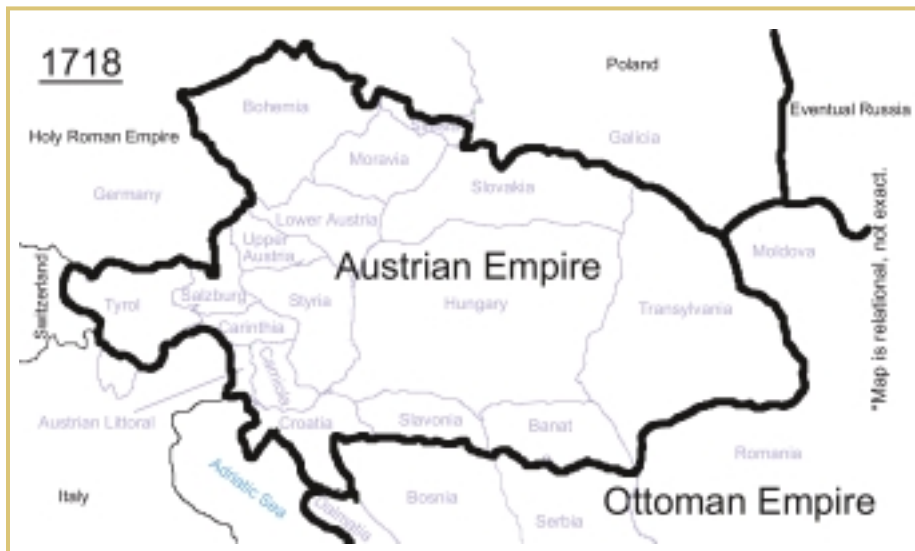 1718
Poland
Bohemia
Eventual Russia
Holy Roman Empire
Galicia
Moravia
Germany
Slovakia
*Map is relational, not exact.
Lower Austria
Upper
Austria
Moldova
Austrian Empire
Switzerland
Tyrol
Salzburg
Styria
Hungary
Transylvania
Carinthia
Carniola
Austrian Littoral
Croatia
Slavonia
Banat
Romania
Adriatic Sea
Italy
Dalmatia
Bosnia
Ottoman Empire
Serbia